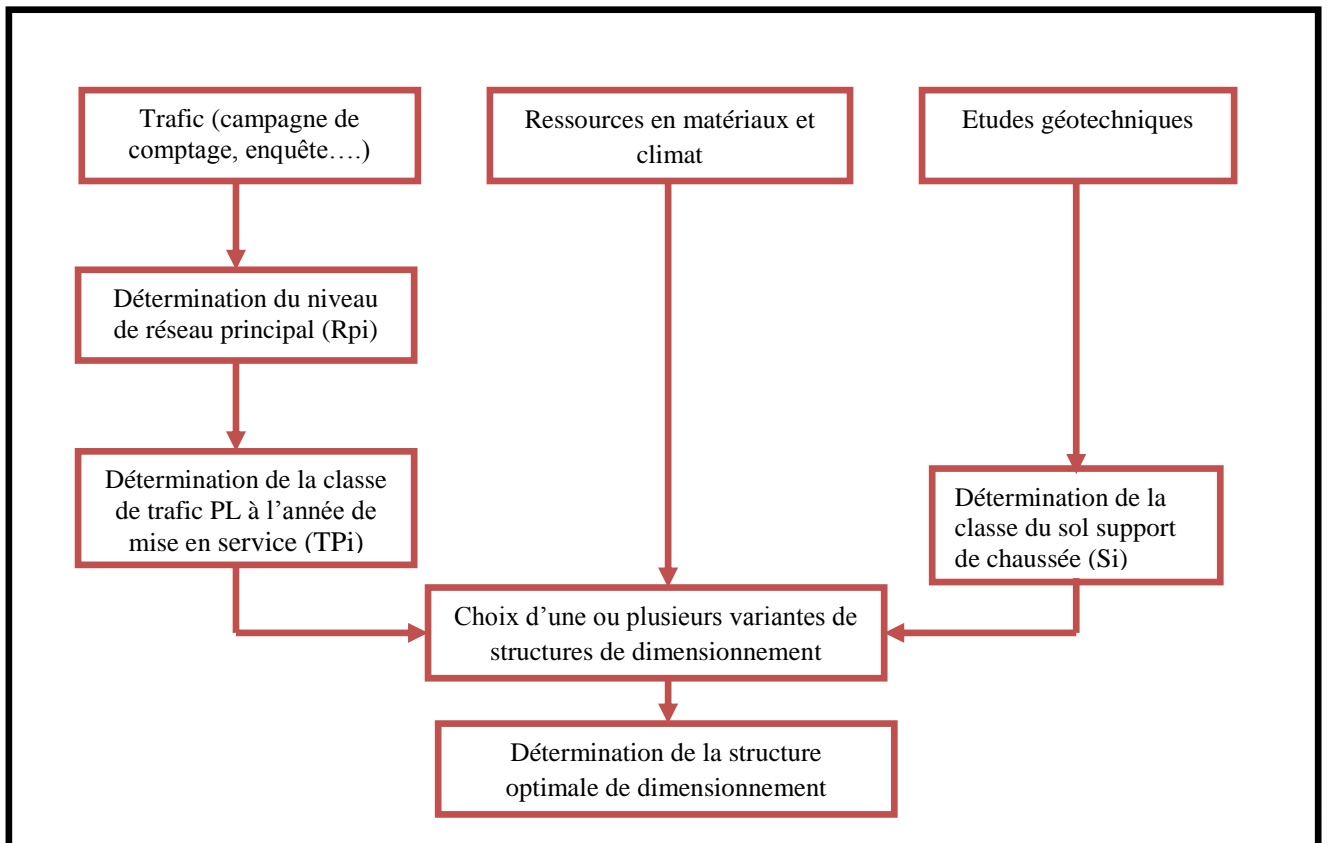 Trafic (campagne de
comptage, enquête….)
Ressources en matériaux et
climat
Etudes géotechniques
Détermination du niveau
de réseau principal (Rpi)
Détermination de la classe
de trafic PL à l’année de
mise en service (TPi)
Détermination de la
classe du sol support
de chaussée (Si)
Choix d’une ou plusieurs variantes de
structures de dimensionnement
Détermination de la structure
optimale de dimensionnement